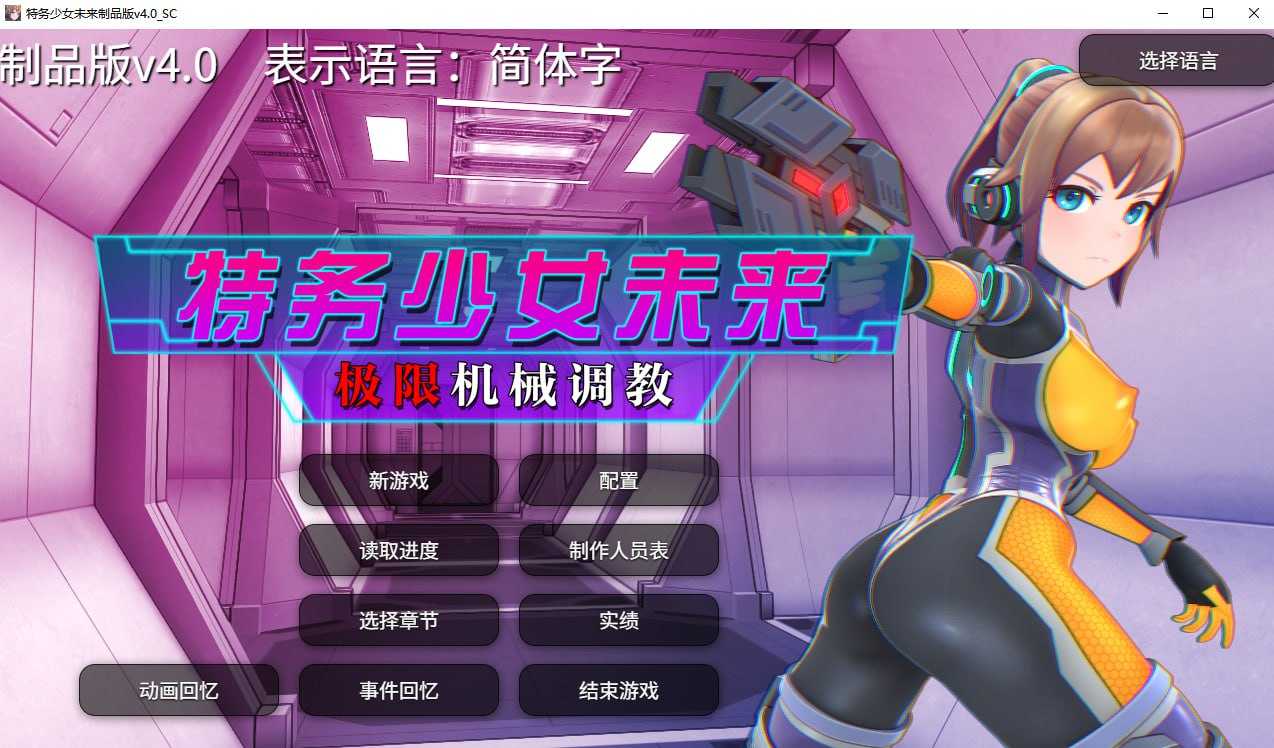 特务少女未来制品版v4.0_SC
制品版v4.0 表示语言：简体字
选择语言
特务少女未来
极限机械调教
新游戏
配置
读取进度
制作人员表
选择章节
实绩
动画回忆
事件回忆
结束游戏